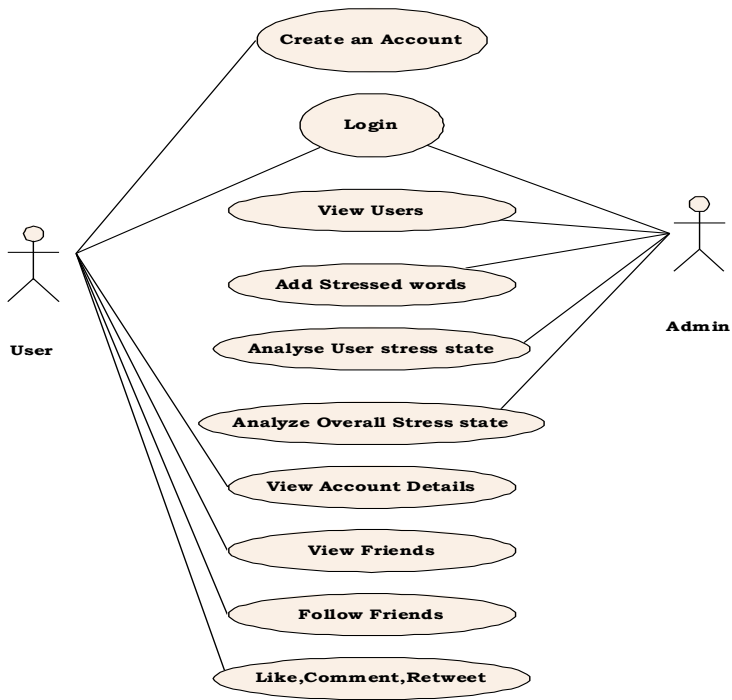 Create an Account
Login
View Users
Add Stressed words
Analyse User stress state
User
Admin
Analyze Overall Stress state
View Account Details
View Friends
Follow Friends
Like,Comment,Retweet